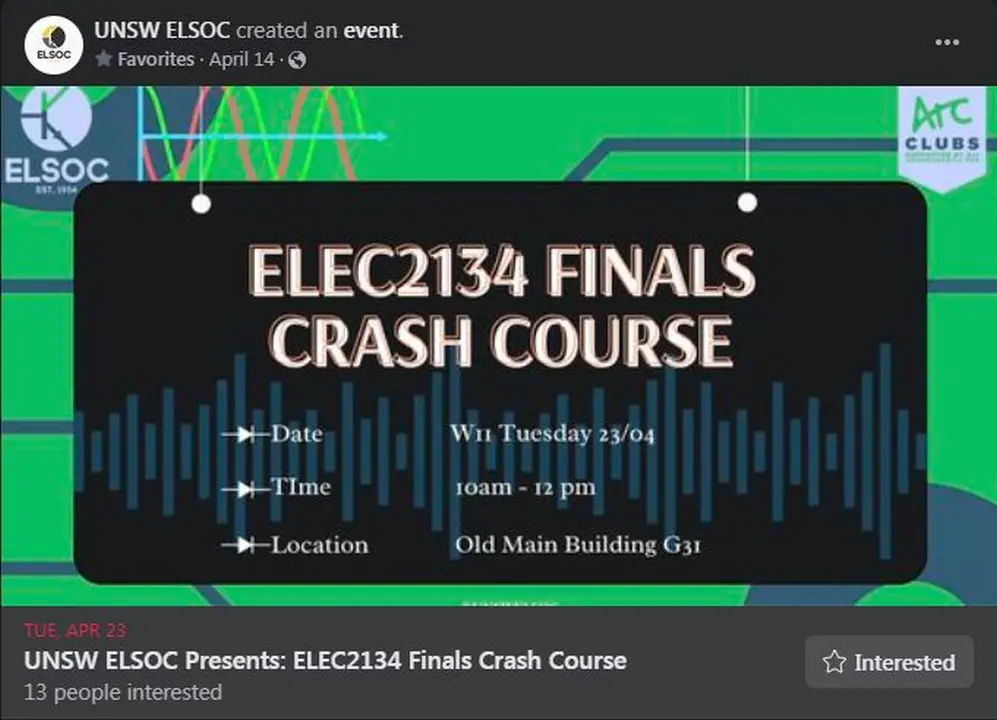 UNSW ELSOC created an event.
Favorites · April 14 ·
ELSOC
ELSOC
EST. 1954
Arc
CLUBS
ELEC2134 FINALS
CRASH COURSE
Date W11 Tuesday 23/04
TIme 10am - 12 pm
Location Old Main Building G31
TUE, APR 23
UNSW ELSOC Presents: ELEC2134 Finals Crash Course
13 people interested
Interested